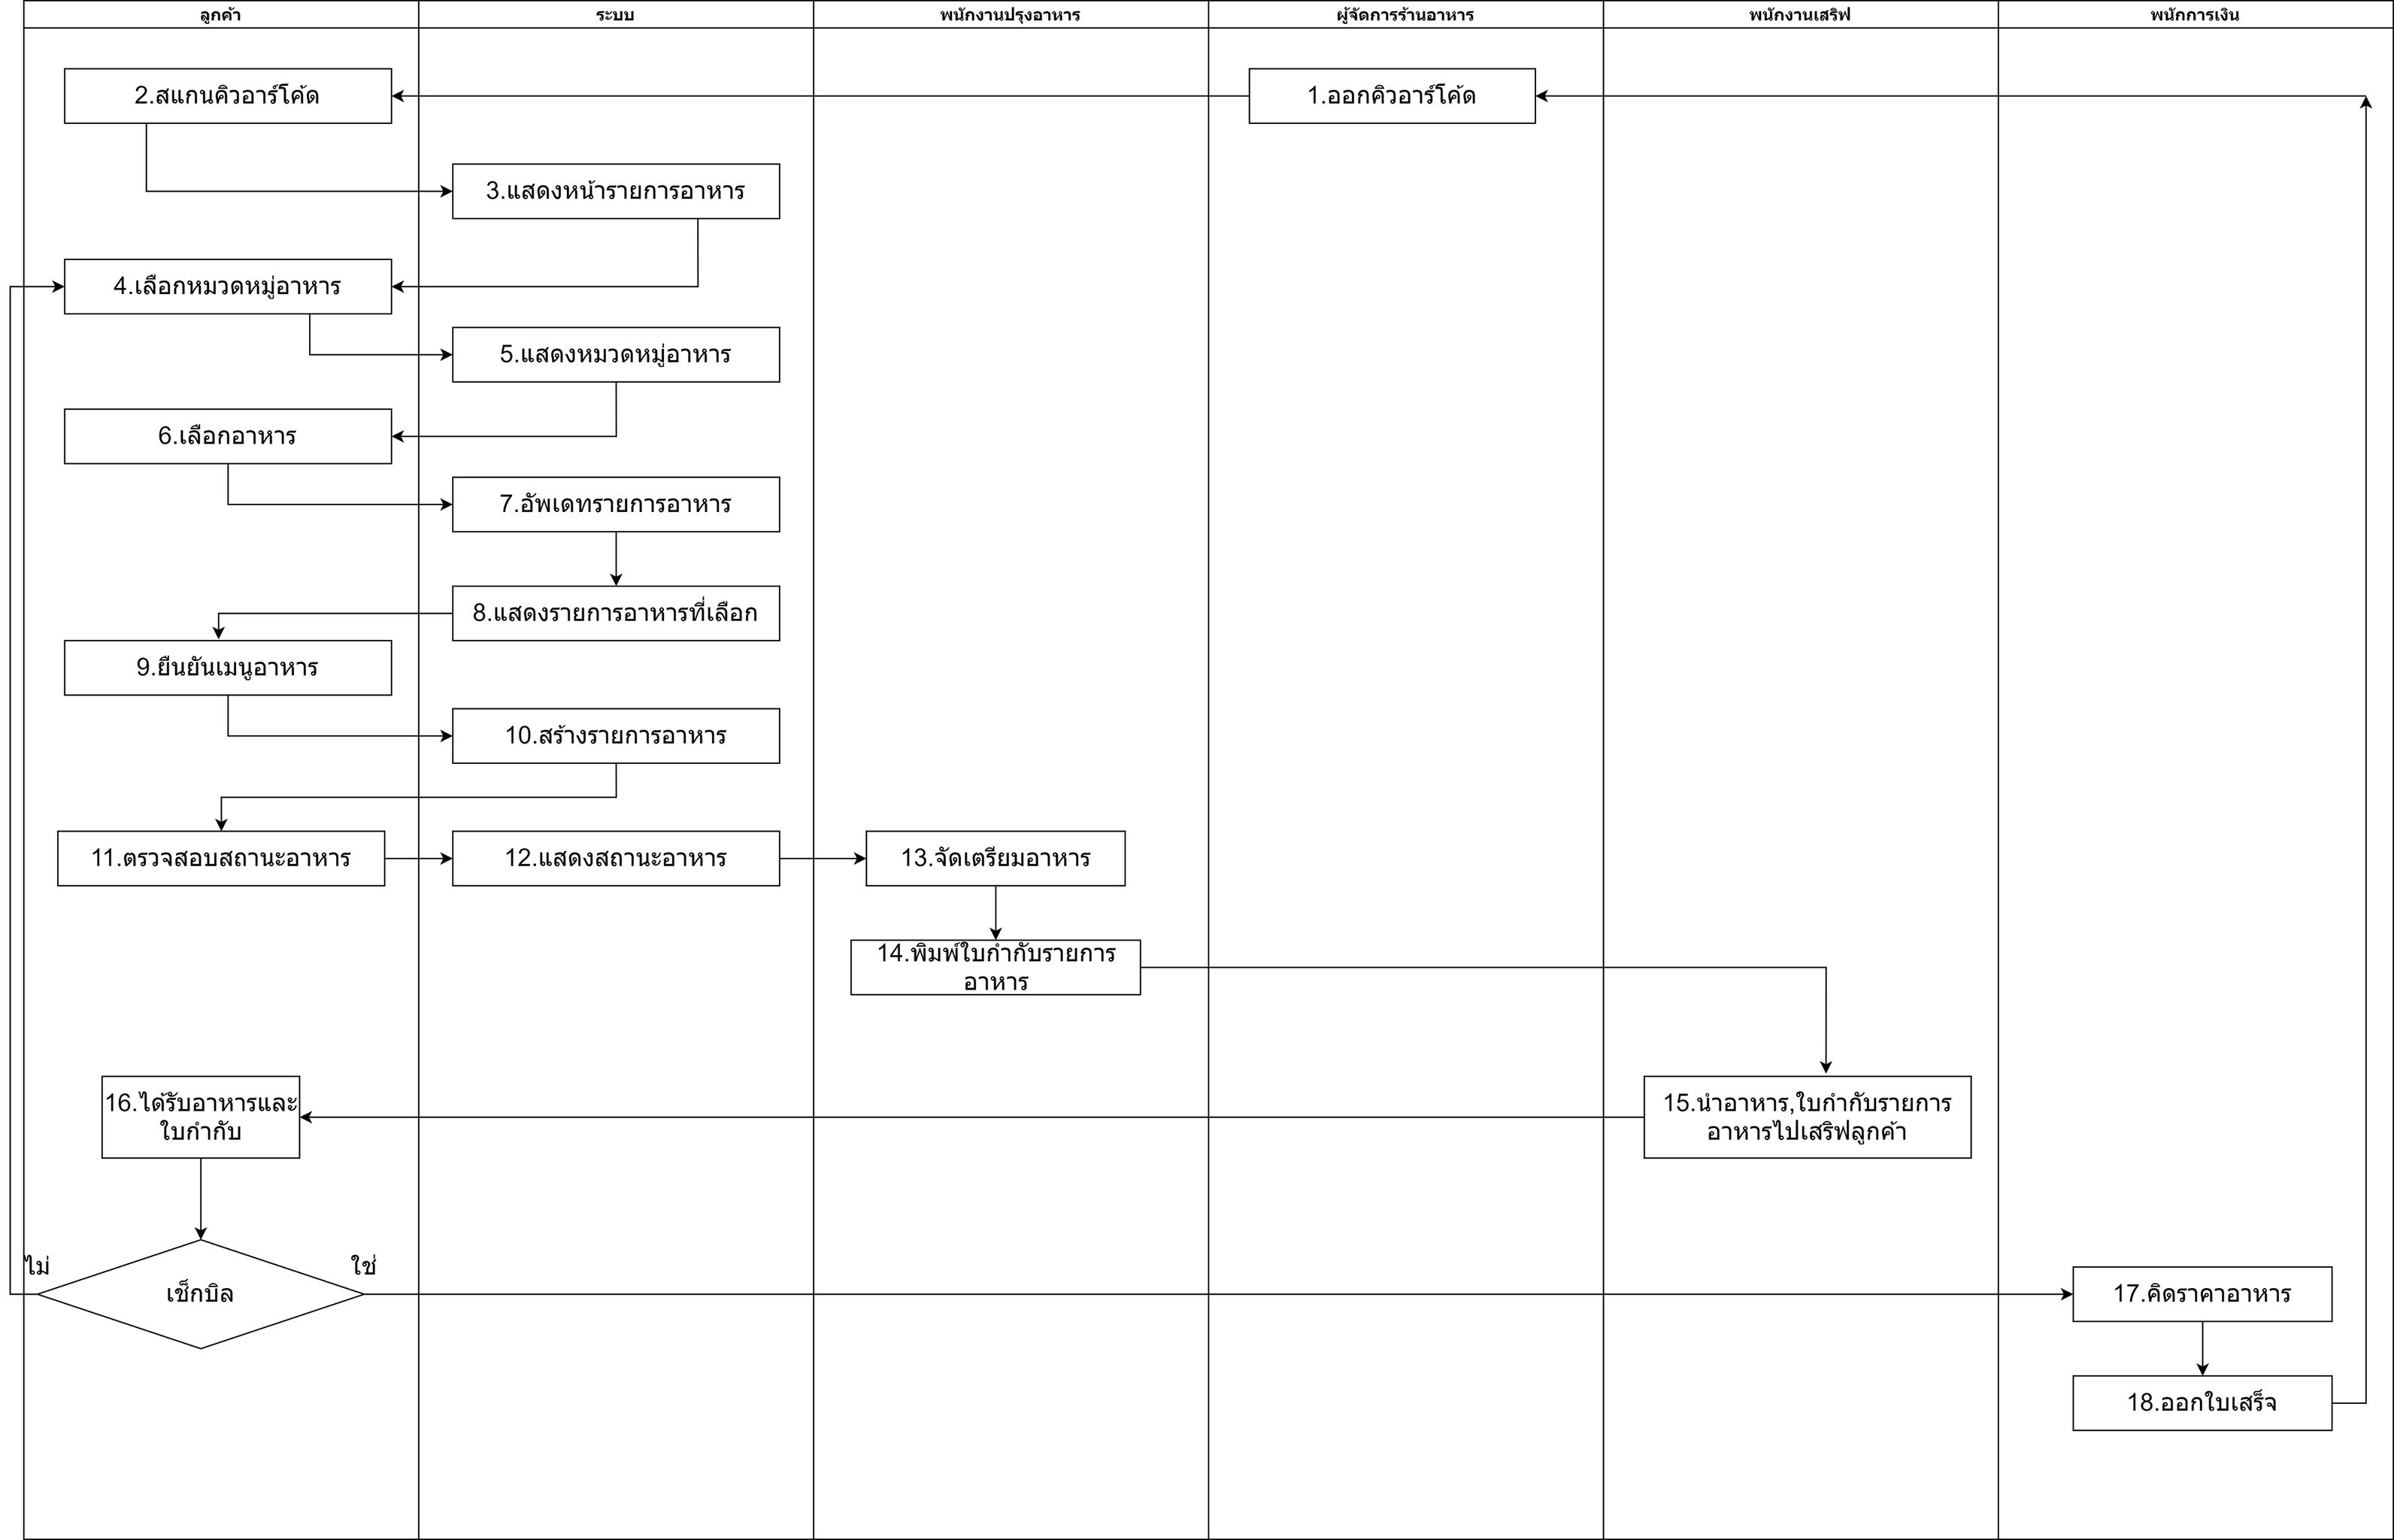 ลูกค้า
ระบบ
พนักงานปรุงอาหาร
ผู้จัดการร้านอาหาร
พนักงานเสริฟ
พนักการเงิน
2.สแกนคิวอาร์โค้ด
1.ออกคิวอาร์โค้ด
3.แสดงหน้ารายการอาหาร
4.เลือกหมวดหมู่อาหาร
5.แสดงหมวดหมู่อาหาร
6.เลือกอาหาร
7.อัพเดทรายการอาหาร
8.แสดงรายการอาหารที่เลือก
9.ยืนยันเมนูอาหาร
10.สร้างรายการอาหาร
11.ตรวจสอบสถานะอาหาร
12.แสดงสถานะอาหาร
13.จัดเตรียมอาหาร
14.พิมพ์ใบกำกับรายการ
อาหาร
16.ได้รับอาหารและ
ใบกำกับ
15.นำอาหาร,ใบกำกับรายการ
อาหารไปเสริฟลูกค้า
ไม่
ใช่
เช็กบิล
17.คิดราคาอาหาร
18.ออกใบเสร็จ